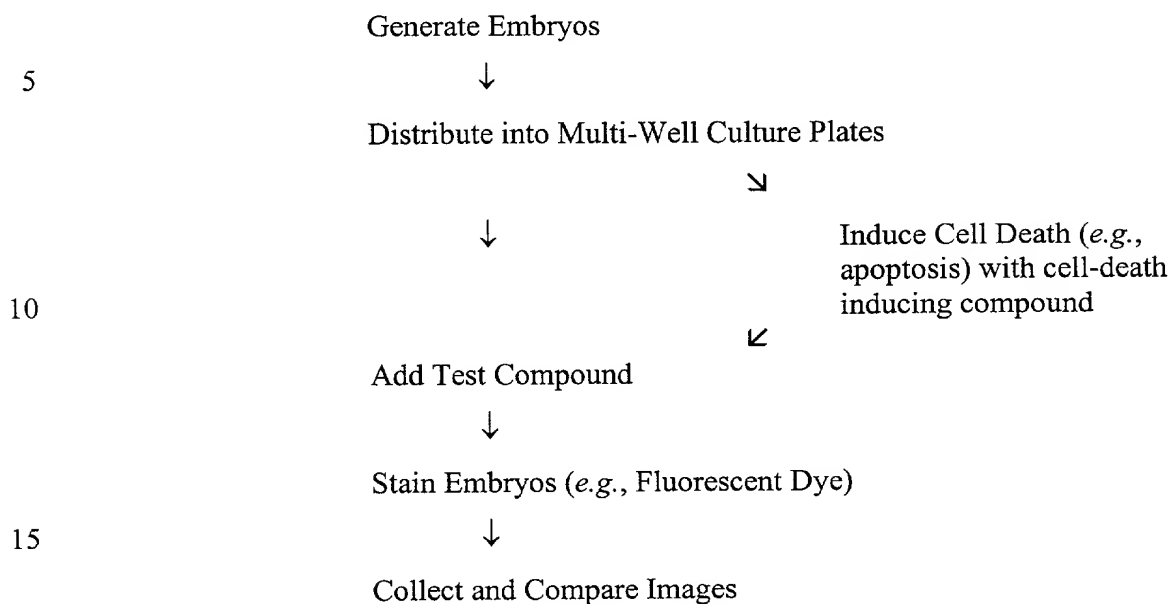 Generate Embryos
5 ↓
Distribute into Multi-Well Culture Plates
↘
↓ Induce Cell Death (e.g.,
apoptosis) with cell-death
10 inducing compound
↙
Add Test Compound
↓
Stain Embryos (e.g., Fluorescent Dye)
15 ↓
Collect and Compare Images